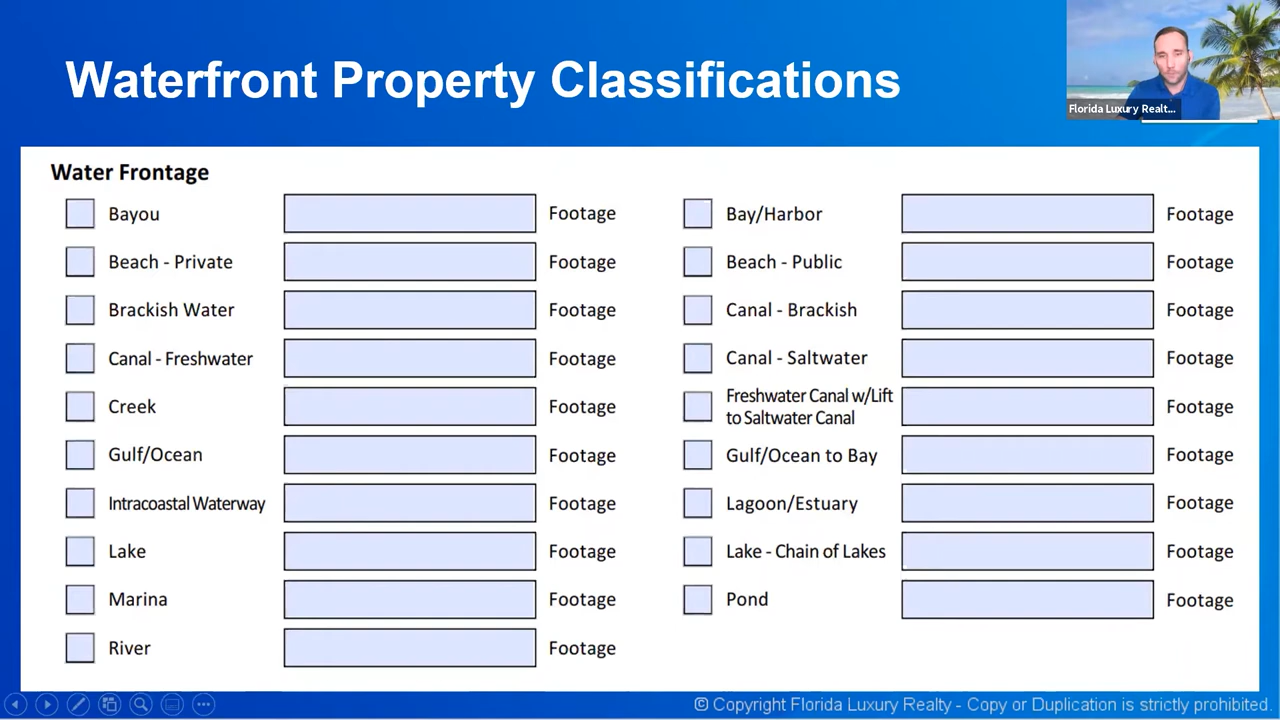 Waterfront Property Classifications
Florida Luxury Realt...
Water Frontage
Bayou Footage
Bay/Harbor Footage
Beach - Private Footage
Beach - Public Footage
Brackish Water Footage
Canal - Brackish Footage
Canal - Freshwater Footage
Canal - Saltwater Footage
Creek Footage
Freshwater Canal w/Lift
to Saltwater Canal Footage
Gulf/Ocean Footage
Gulf/Ocean to Bay Footage
Intracoastal Waterway Footage
Lagoon/Estuary Footage
Lake Footage
Lake - Chain of Lakes Footage
Marina Footage
Pond Footage
River Footage
© Copyright Florida Luxury Realty - Copy or Duplication is strictly prohibited.